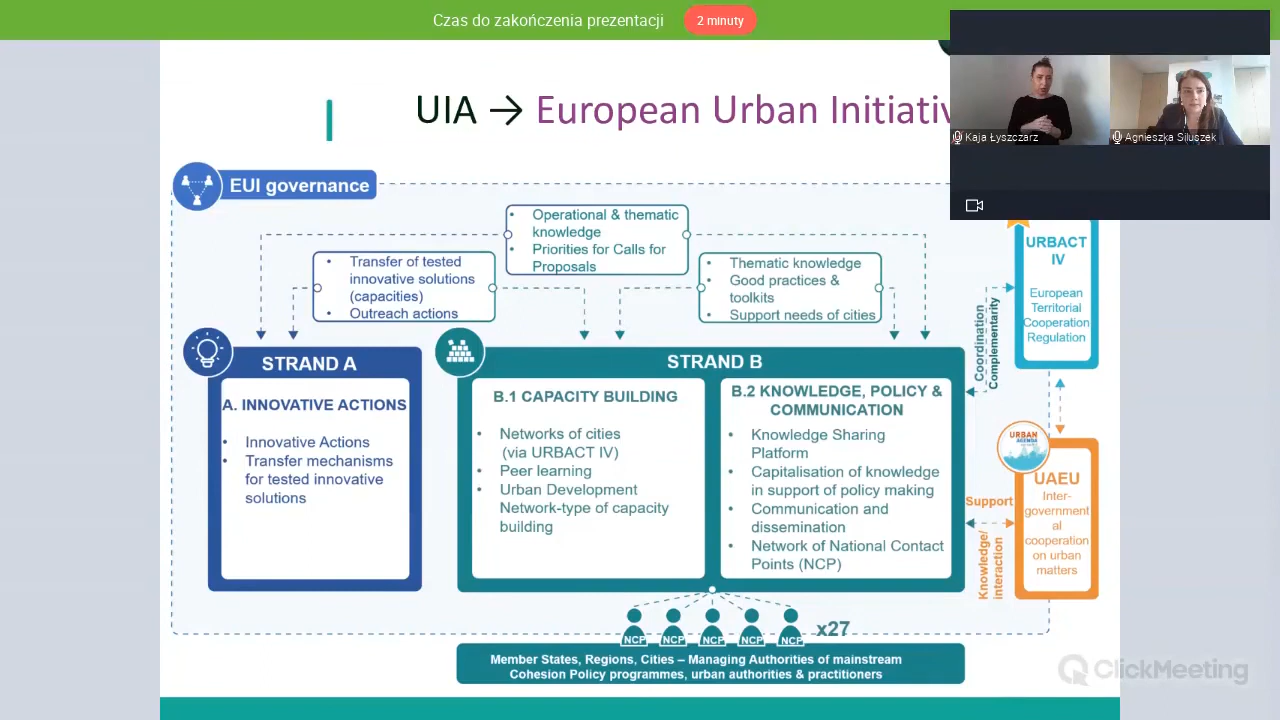 Czas do zakończenia prezentacji
2 minuty
UIA → European Urban Initiativ
Kaja Łyszczarz
Agnieszka Siłuszek
EUI governance
• Operational & thematic
knowledge
• Priorities for Calls for
Proposals
• Transfer of tested
innovative solutions
(capacities)
• Outreach actions
• Thematic knowledge
• Good practices &
toolkits
• Support needs of cities
STRAND A
A. INNOVATIVE ACTIONS
• Innovative Actions
• Transfer mechanisms
for tested innovative
solutions
STRAND B
B.1 CAPACITY BUILDING
• Networks of cities
(via URBACT IV)
• Peer learning
• Urban Development
Network-type of capacity
building
B.2 KNOWLEDGE, POLICY &
COMMUNICATION
• Knowledge Sharing
Platform
• Capitalisation of knowledge
in support of policy making
• Communication and
dissemination
• Network of National Contact
Points (NCP)
URBACT
IV
European
Territorial
Cooperation
Regulation
Coordination
Complementarity
URBAN
AGENDA
UAEU
Inter-
government
al
cooperation
on urban
matters
Support
Knowledge/
interaction
NCP NCP NCP NCP NCP
x27
Member States, Regions, Cities – Managing Authorities of mainstream
Cohesion Policy programmes, urban authorities & practitioners
ClickMeeting